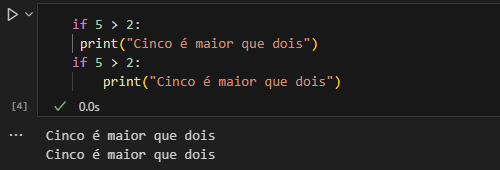 if 5 > 2:
 print("Cinco é maior que dois")
if 5 > 2:
    print("Cinco é maior que dois")
[4]
0.0s
...
Cinco é maior que dois
Cinco é maior que dois